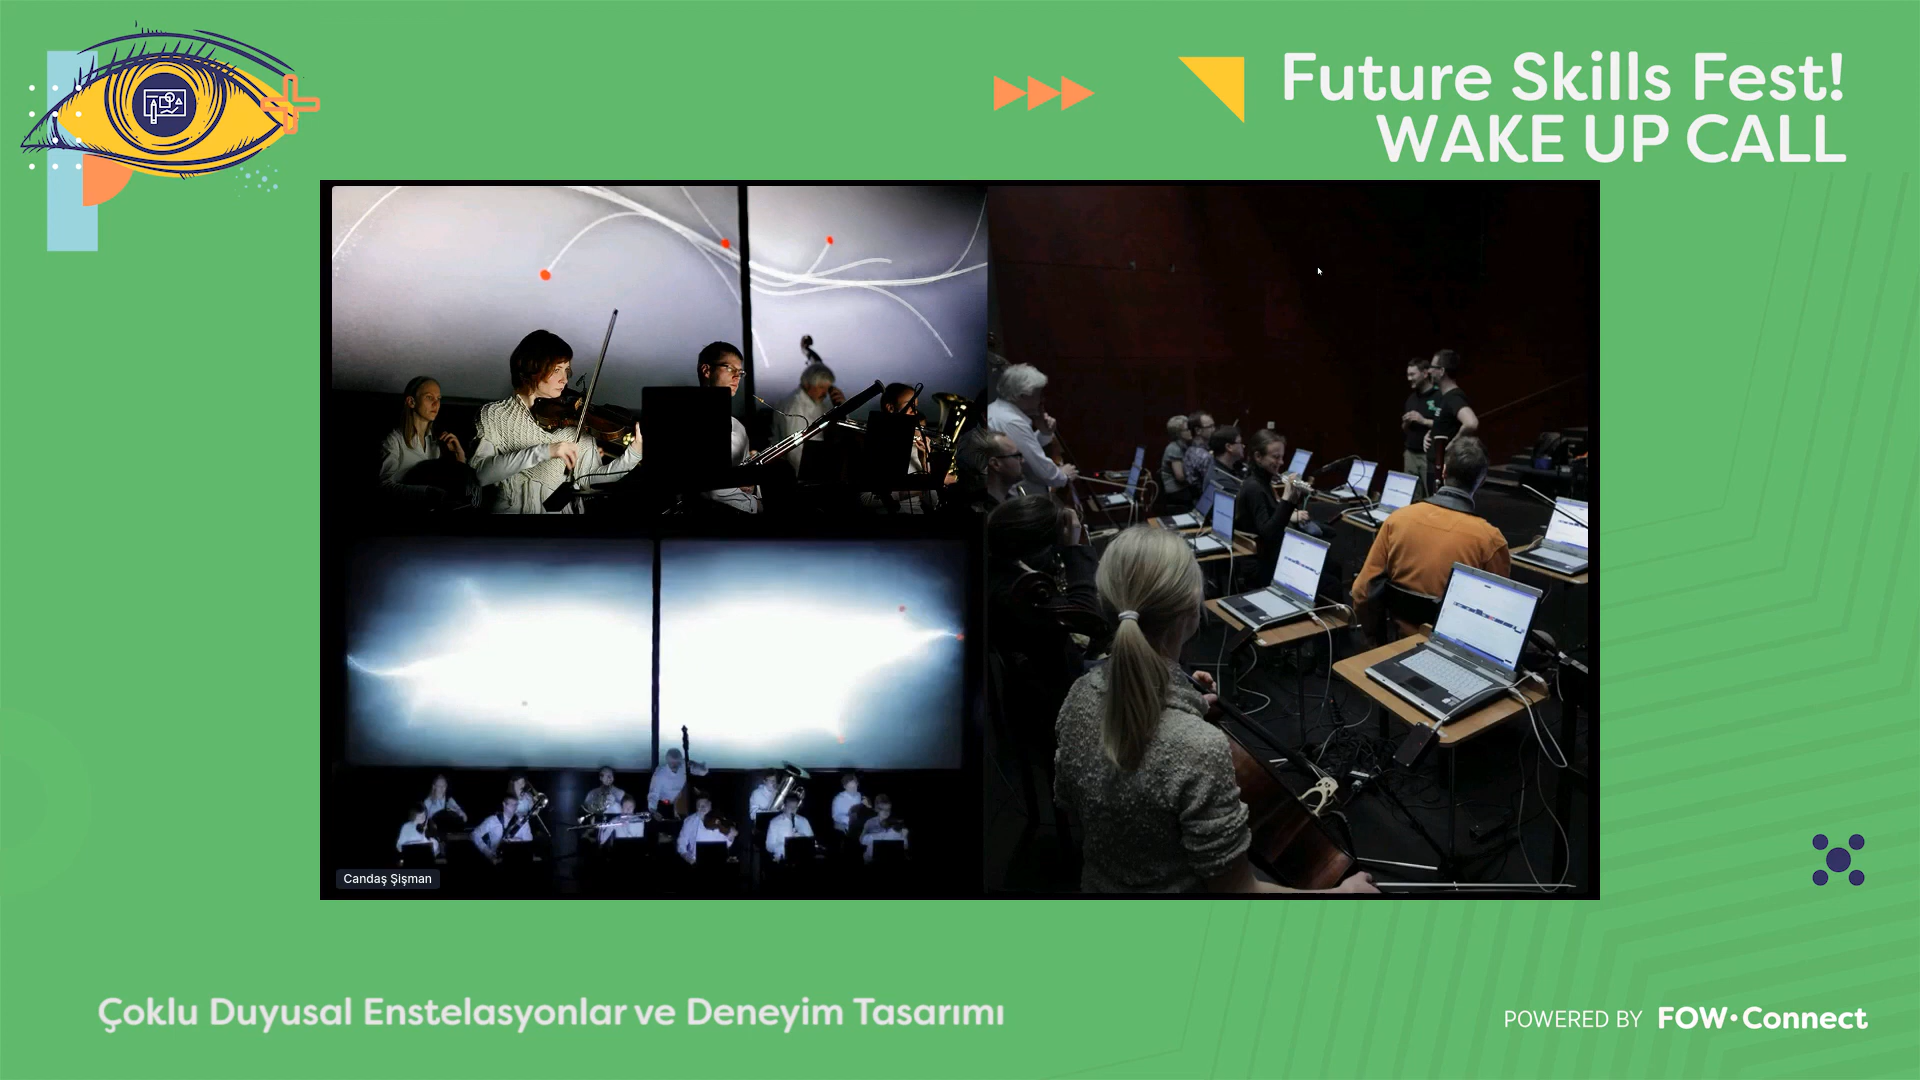 Future Skills Fest!
WAKE UP CALL
Candaş Şişman
Çoklu Duyusal Enstelasyonlar ve Deneyim Tasarımı
POWERED BY FOW·Connect